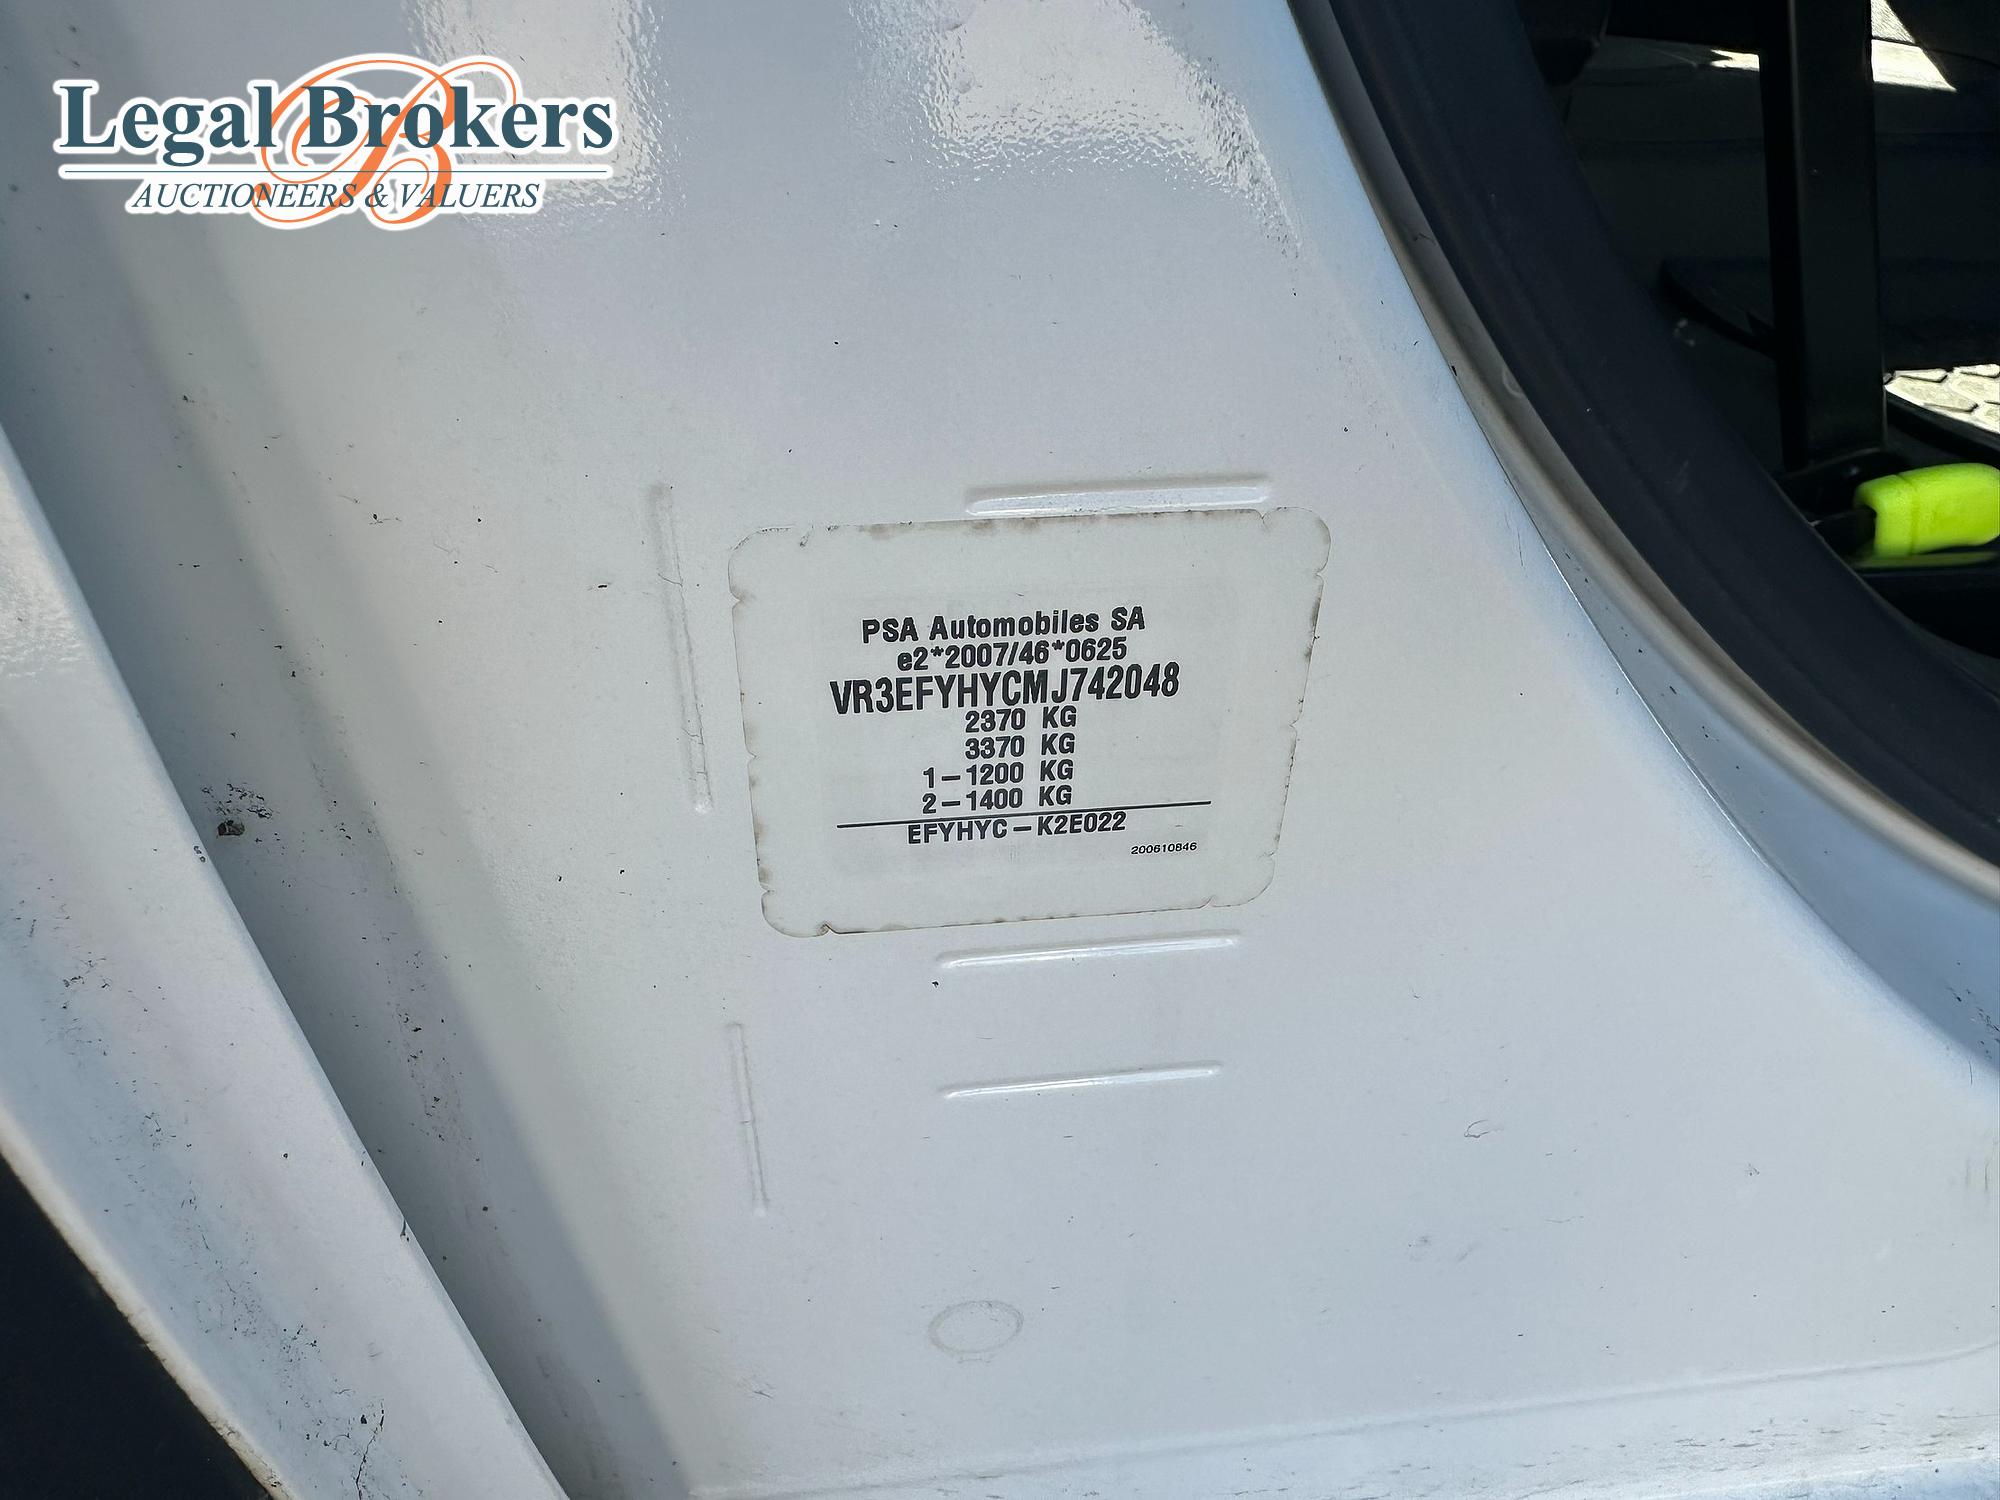 Legal Brokers
AUCTIONEERS & VALUERS
PSA Automobiles SA
e2*2007/46*0625
VR3EFYHYCMJ742048
2370 KG
3370 KG
1-1200 KG
2-1400 KG
EFYHYC-K2E022
200610846